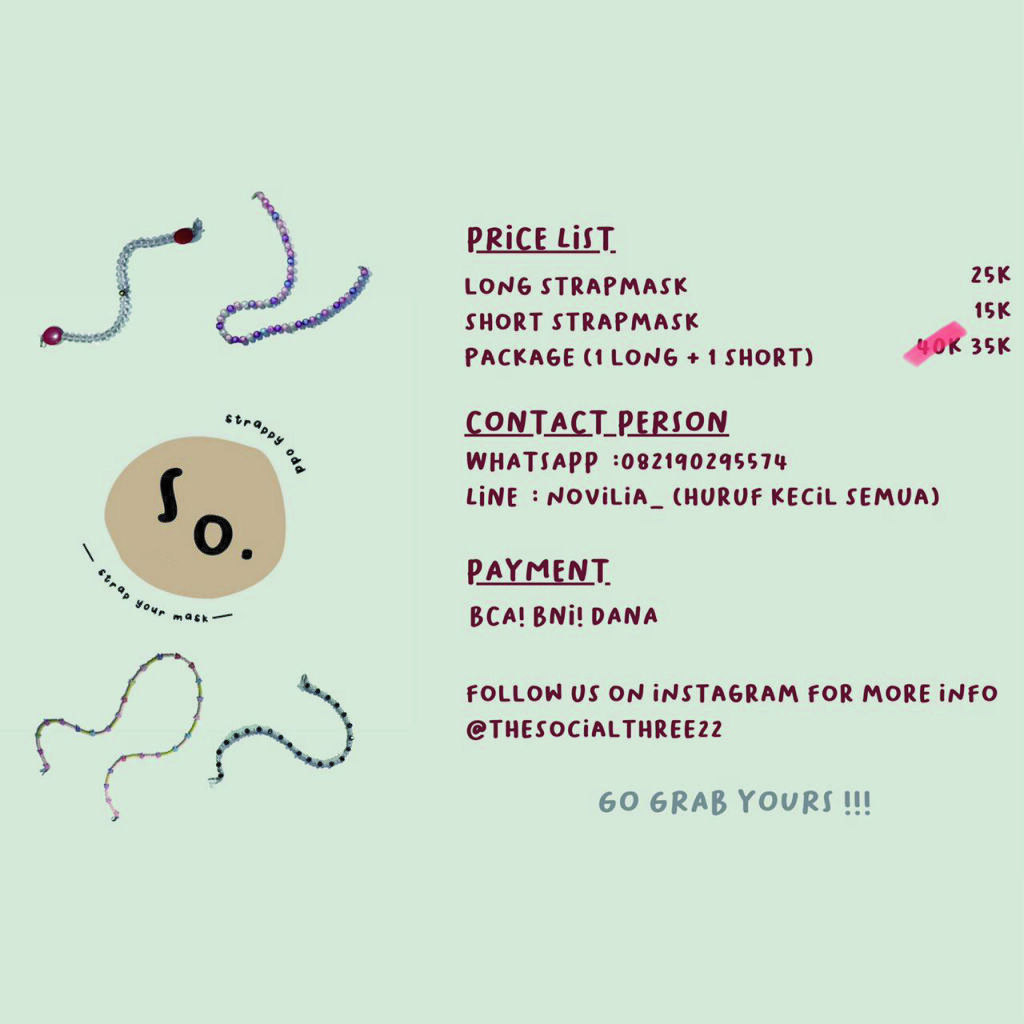 strappy odd
So.
— strap your mask —
PRiCE LiST
LONG STRAPMASK 25K
SHORT STRAPMASK 15K
PACKAGE (1 LONG + 1 SHORT) 40K 35K
CONTACT PERSON
WHATSAPP :082190295574
LiNE : NOViLiA_ (HURUF KECiL SEMUA)
PAYMENT
BCA! BNi! DANA
FOLLOW US ON iNSTAGRAM FOR MORE iNFO
@THESOCiALTHREE22
GO GRAB YOURS !!!